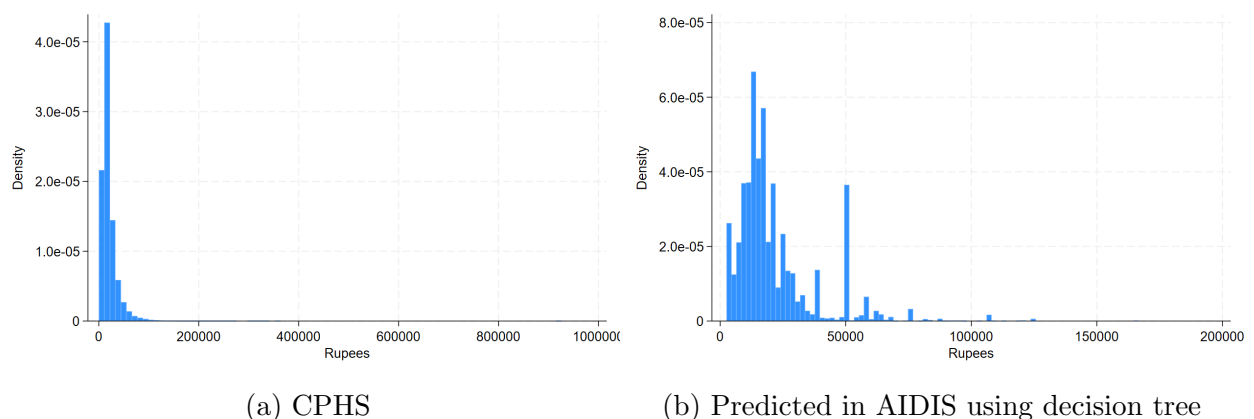 4.0e-05
3.0e-05
2.0e-05
1.0e-05
0
Density
0 200000 400000 600000 800000 1000000
Rupees
(a) CPHS
8.0e-05
6.0e-05
4.0e-05
2.0e-05
0
Density
0 50000 100000 150000 200000
Rupees
(b) Predicted in AIDIS using decision tree